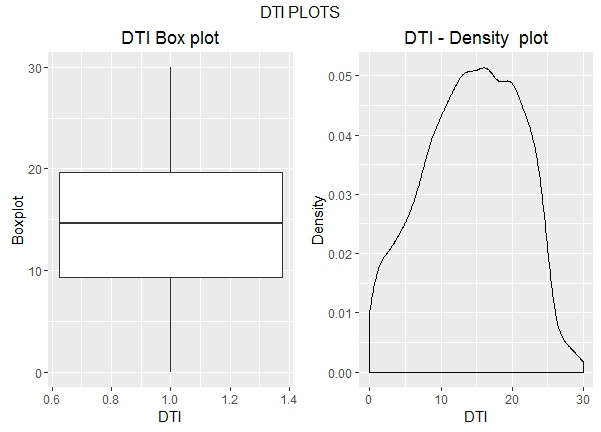 DTI PLOTS
DTI Box plot
DTI - Density  plot
Boxplot
30
20
10
0
0.6 0.8 1.0 1.2 1.4
DTI
Density
0.05
0.04
0.03
0.02
0.01
0.00
0 10 20 30
DTI